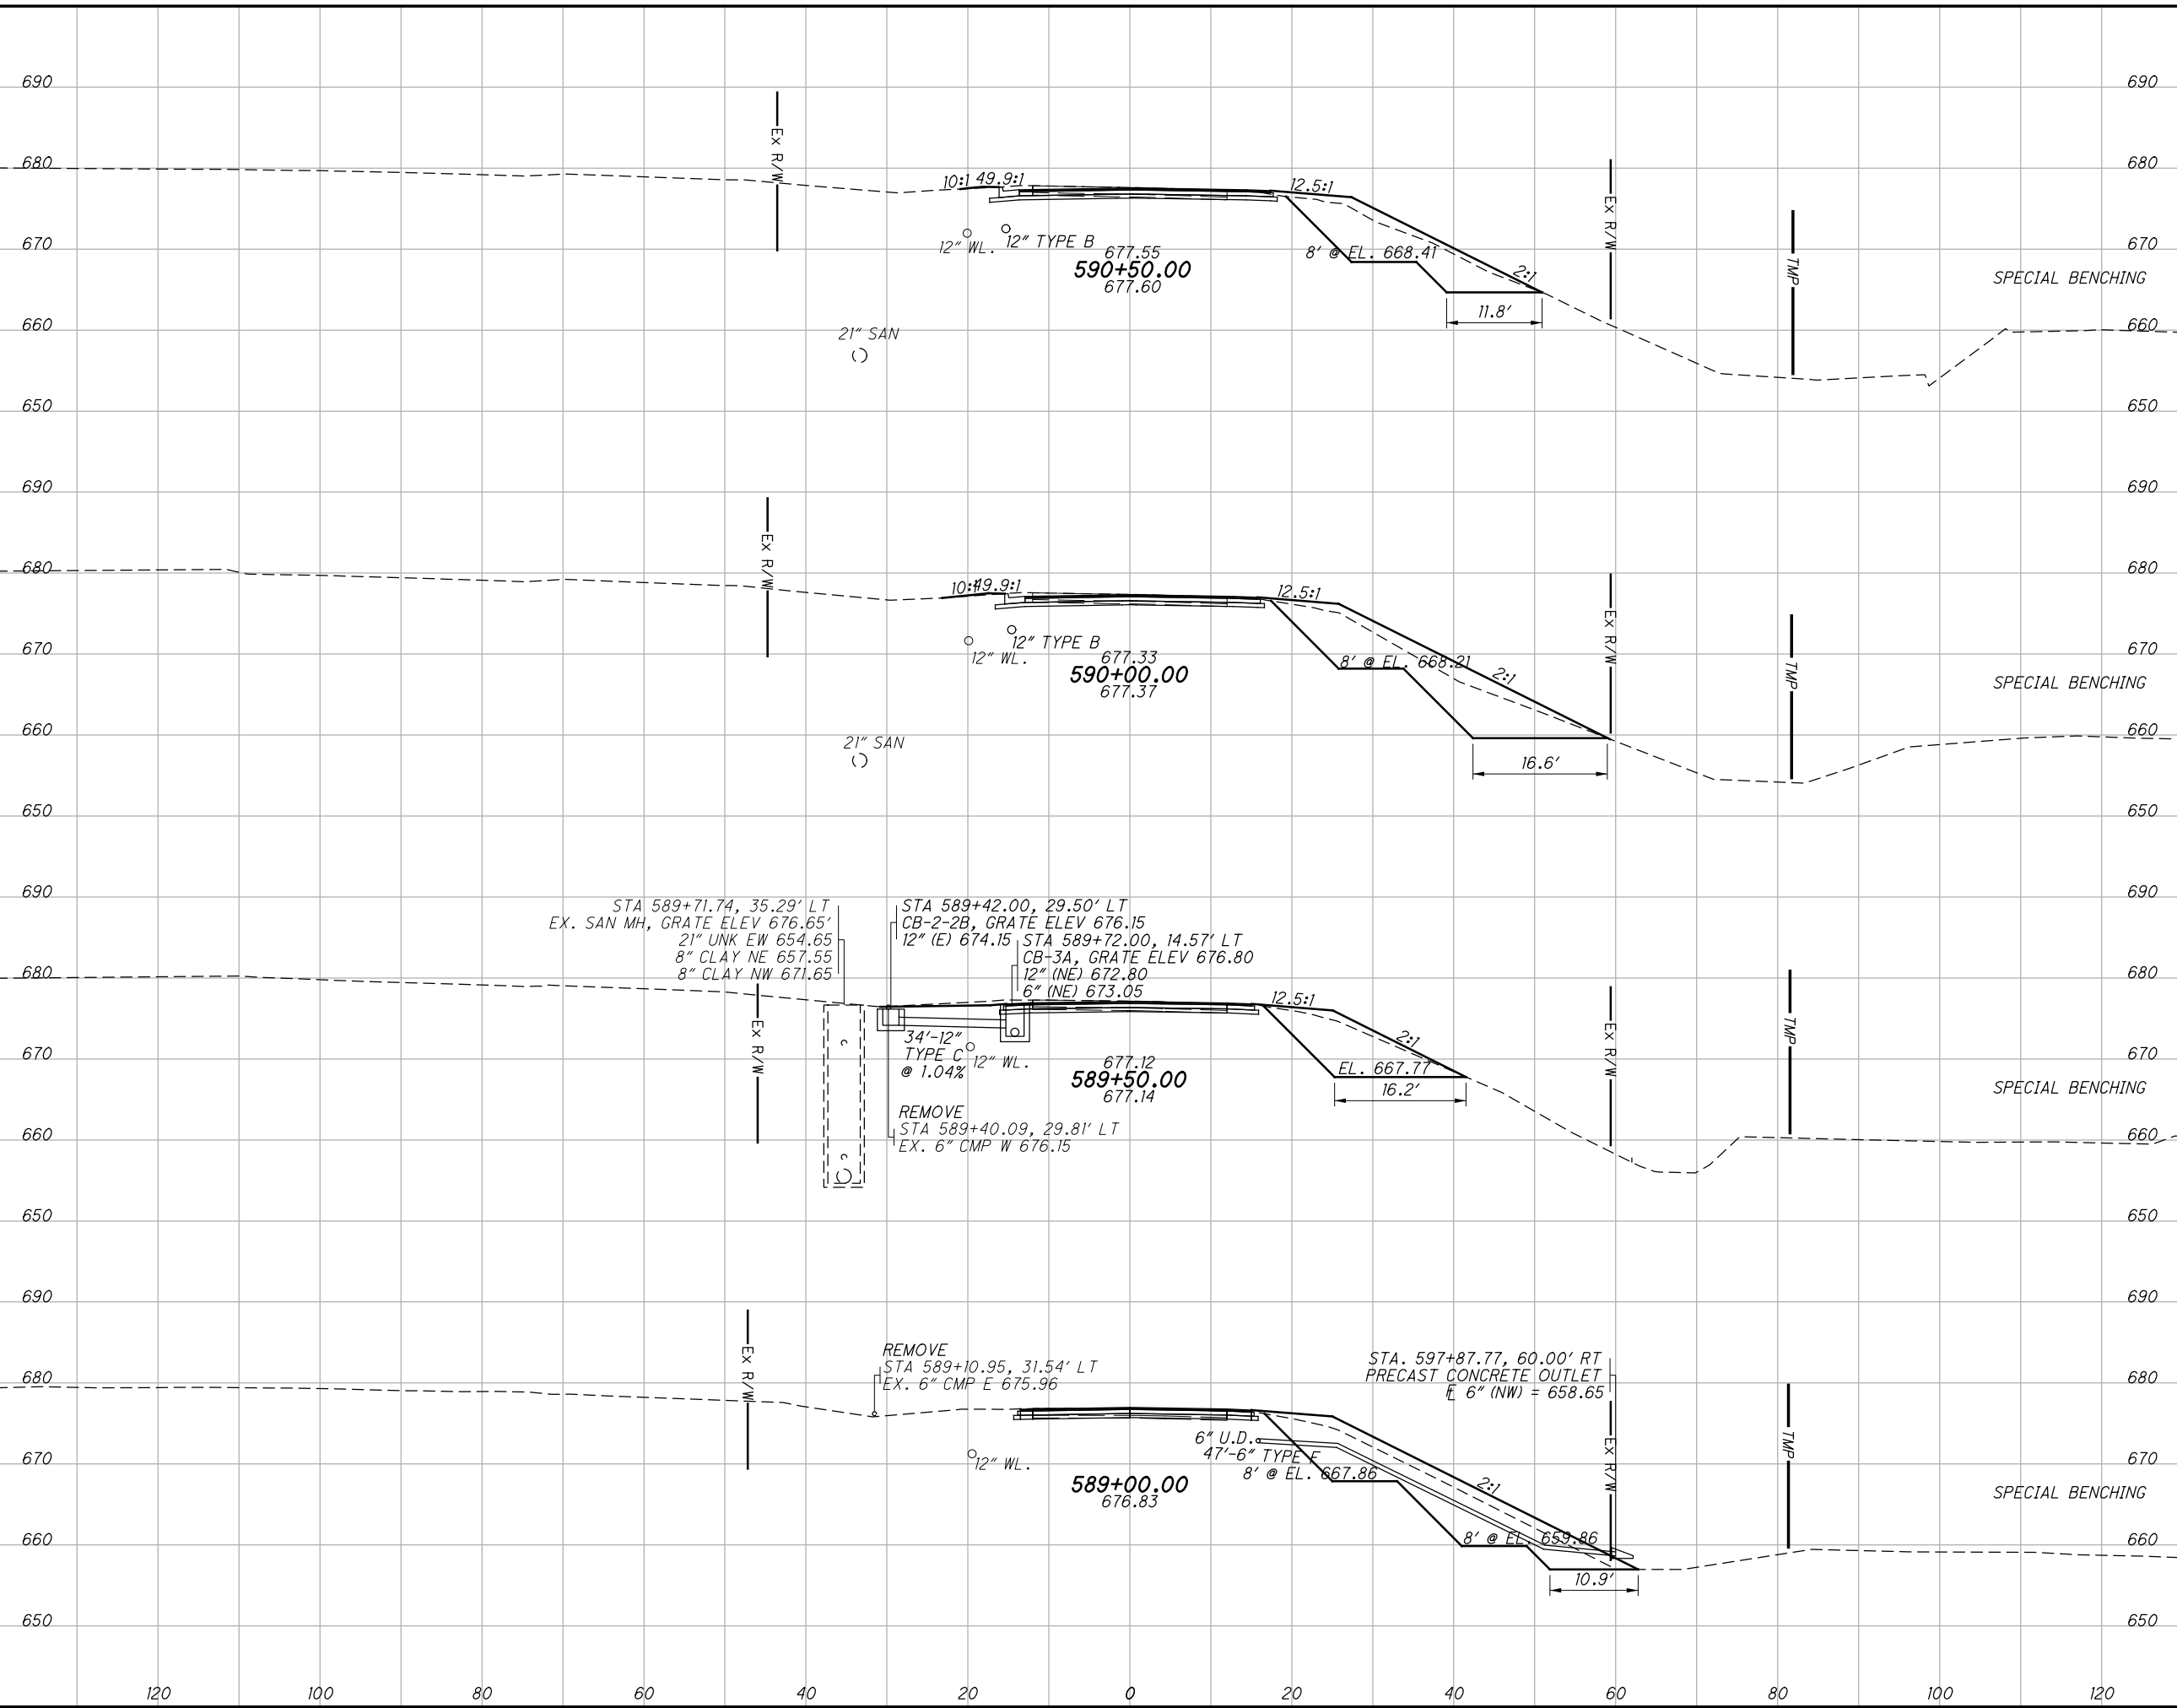 690 690
Ex R/W
680 680
10:1 49.9:1 12.5:1
Ex R/W
670 670
12" WL. 12" TYPE B
677.55
590+50.00
677.60
8' @ EL. 668.41
2:1
TMP
SPECIAL BENCHING
11.8'
660 660
21" SAN
650 650
690 690
Ex R/W
680 680
10:1 49.9:1 12.5:1
Ex R/W
12" TYPE B
12" WL.
670 670
677.33
590+00.00
677.37
8' @ EL. 668.21
2:1
TMP
SPECIAL BENCHING
660 660
21" SAN
16.6'
650 650
690 690
STA 589+71.74, 35.29' LT
EX. SAN MH, GRATE ELEV 676.65'
21" UNK EW 654.65
8" CLAY NE 657.55
8" CLAY NW 671.65
STA 589+42.00, 29.50' LT
CB-2-2B, GRATE ELEV 676.15
12" (E) 674.15
STA 589+72.00, 14.57' LT
CB-3A, GRATE ELEV 676.80
12" (NE) 672.80
6" (NE) 673.05
680 680
12.5:1
Ex R/W
34'-12"
TYPE C
@ 1.04%
12" WL.
2:1
Ex R/W
TMP
670 670
677.12
589+50.00
677.14
EL. 667.77
16.2'
SPECIAL BENCHING
REMOVE
STA 589+40.09, 29.81' LT
EX. 6" CMP W 676.15
660 660
650 650
690 690
Ex R/W
REMOVE
STA 589+10.95, 31.54' LT
EX. 6" CMP E 675.96
STA. 597+87.77, 60.00' RT
PRECAST CONCRETE OUTLET
6" (NW) = 658.65
680 680
Ex R/W
TMP
670 670
12" WL.
6" U.D.
47'-6" TYPE F
8' @ EL. 667.86
589+00.00
676.83
2:1
SPECIAL BENCHING
660 660
8' @ EL. 659.86
10.9'
650 650
120 100 80 60 40 20 0 20 40 60 80 100 120